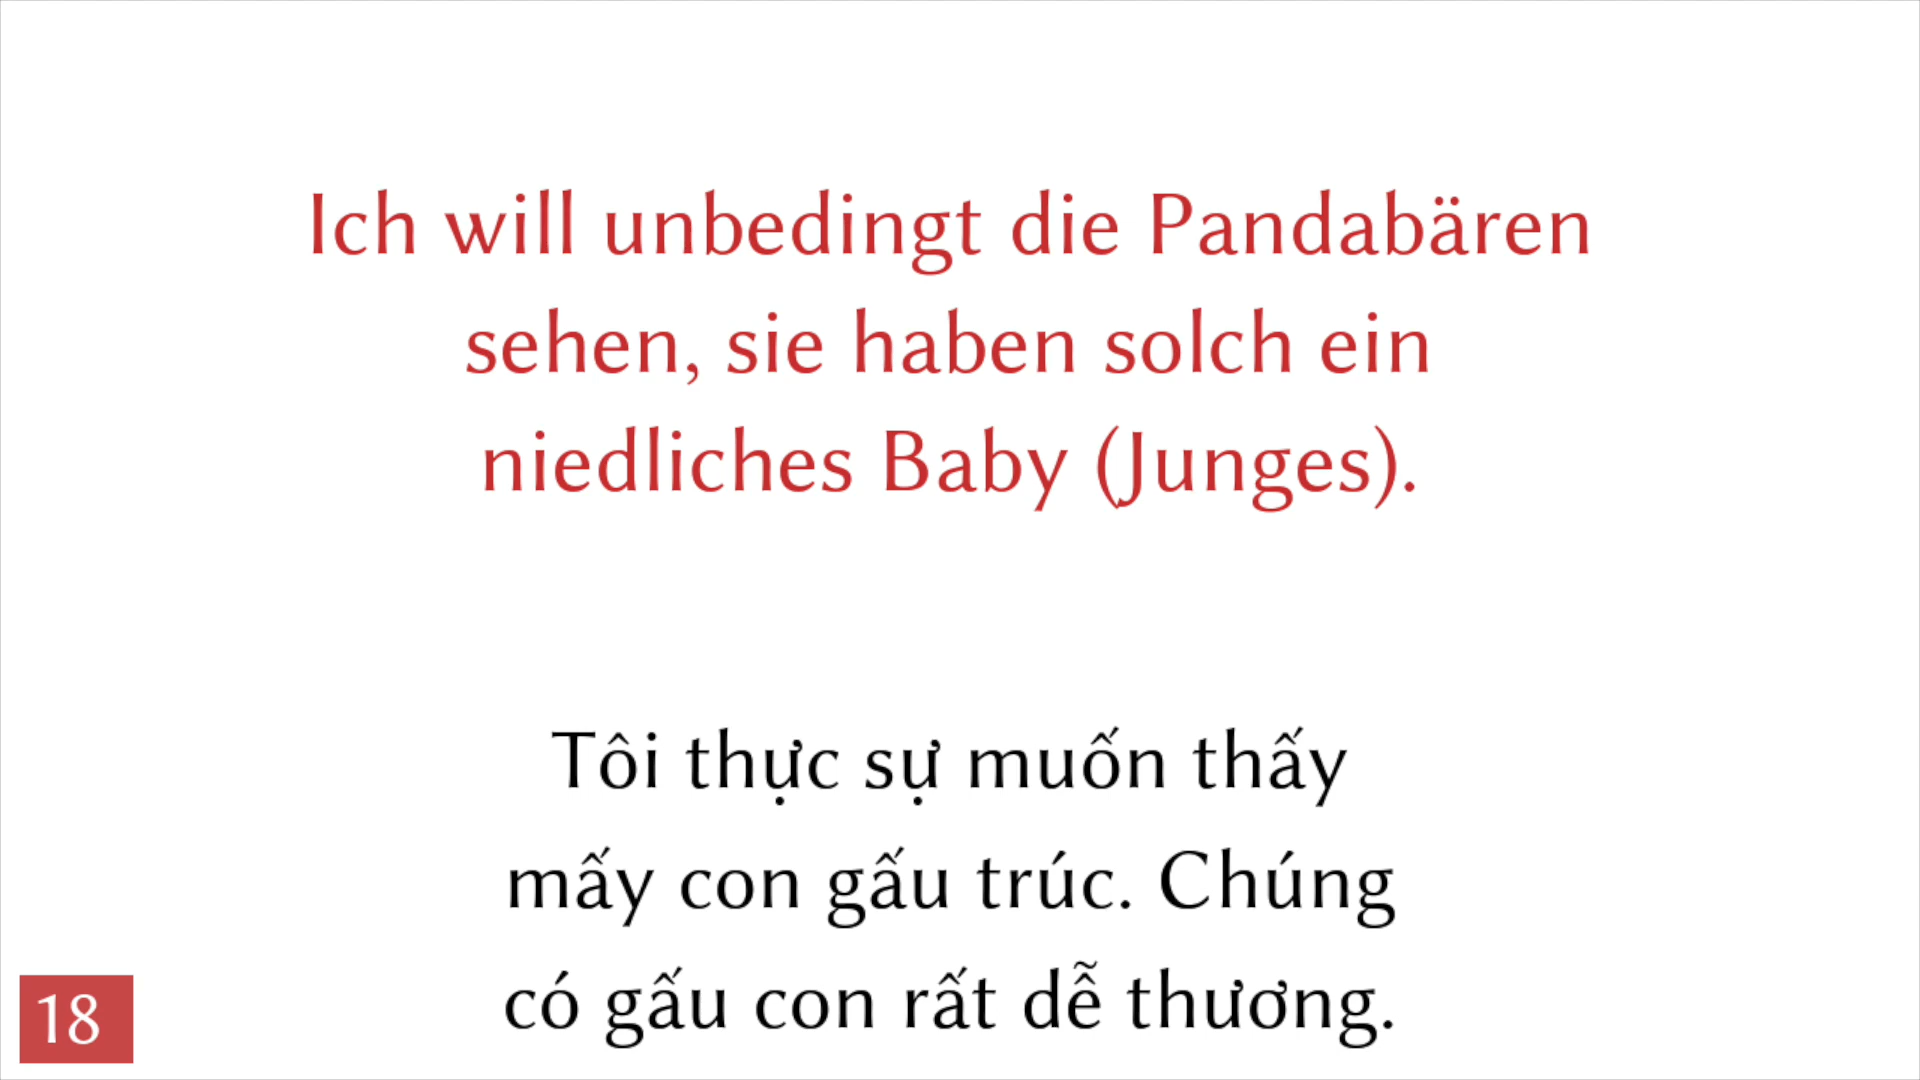 Ich will unbedingt die Pandabären
sehen, sie haben solch ein
niedliches Baby (Junges).
Tôi thực sự muốn thấy
mấy con gấu trúc. Chúng
có gấu con rất dễ thương.
18